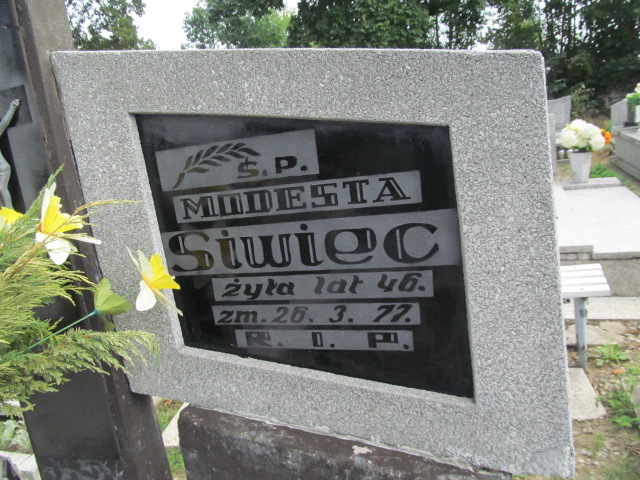 Ś.P.
MODESTA
Siwiec
żyła lat 46.
zm. 26. 3. 77.
R. I. P.